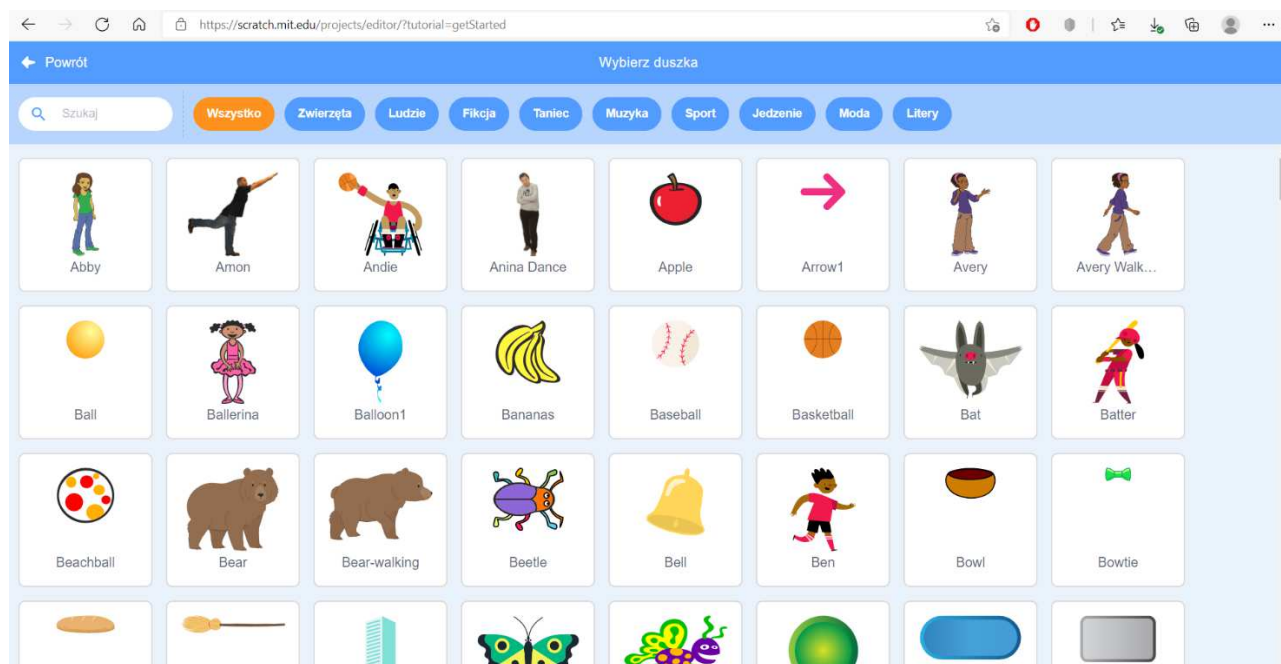 https://scratch.mit.edu/projects/editor/?tutorial=getStarted
Powrót Wybierz duszka
Szukaj Wszystko Zwierzęta Ludzie Fikcja Taniec Muzyka Sport Jedzenie Moda Litery
Abby Amon Andie Anina Dance Apple Arrow1 Avery Avery Walk...
Ball Ballerina Balloon1 Bananas Baseball Basketball Bat Batter
Beachball Bear Bear-walking Beetle Bell Ben Bowl Bowtie